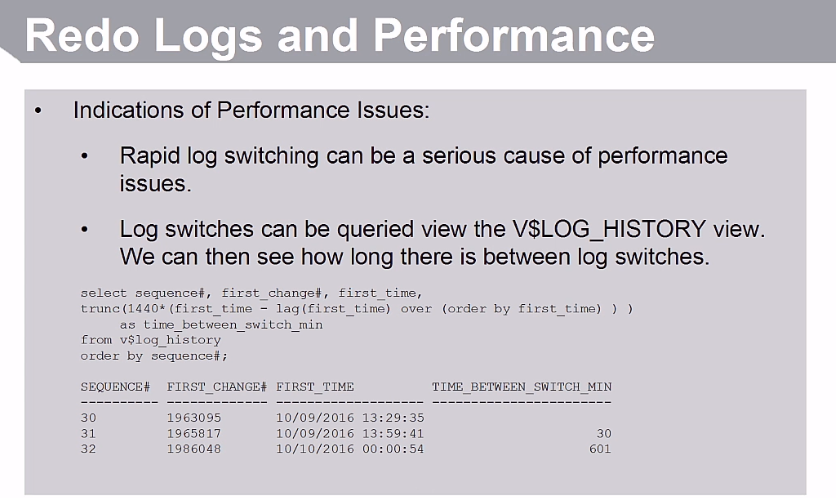 Redo Logs and Performance
• Indications of Performance Issues:
• Rapid log switching can be a serious cause of performance
issues.
• Log switches can be queried view the V$LOG_HISTORY view.
We can then see how long there is between log switches.
select sequence#, first_change#, first_time,
trunc(1440*(first_time - lag(first_time) over (order by first_time) ) )
as time_between_switch_min
from v$log_history
order by sequence#;
SEQUENCE# FIRST_CHANGE# FIRST_TIME TIME_BETWEEN_SWITCH_MIN
---------- ------------- ------------------- -----------------------
30 1963095 10/09/2016 13:29:35
31 1965817 10/09/2016 13:59:41 30
32 1986048 10/10/2016 00:00:54 601